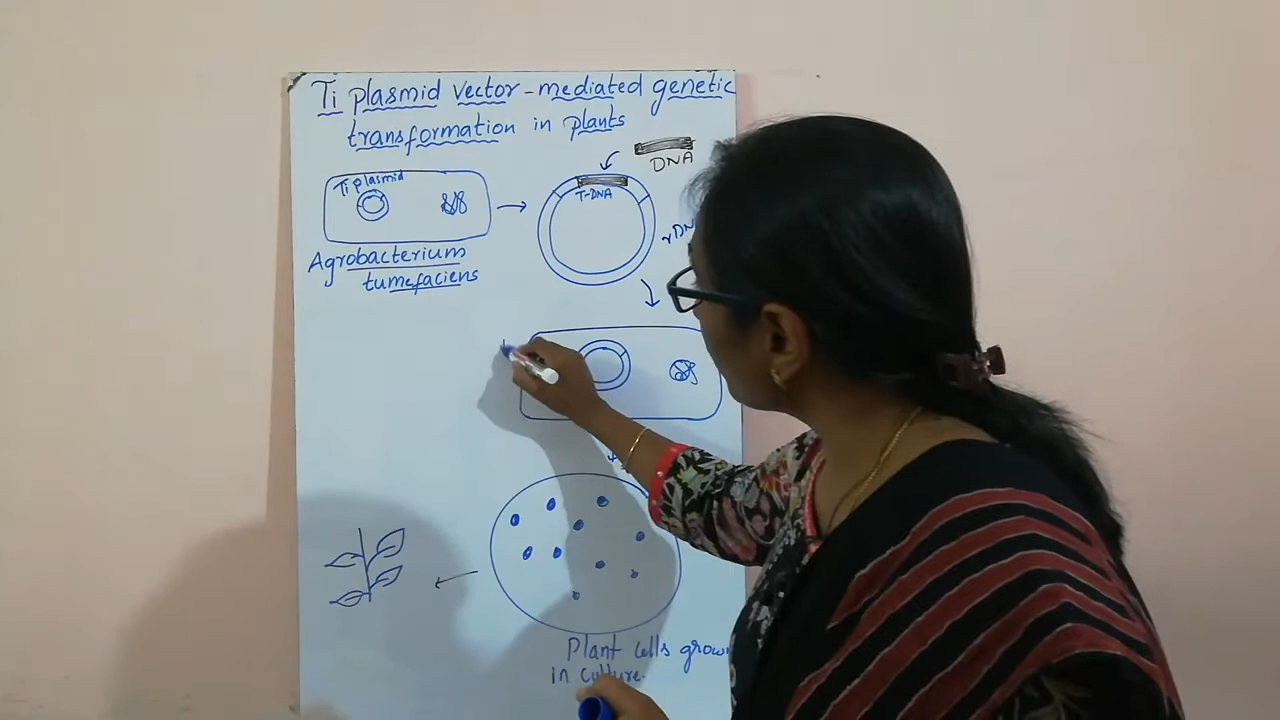 Ti plasmid vector-mediated genetic
transformation in plants
DNA
Ti plasmid
T-DNA
Agrobacterium
tumefaciens
Plant cells grown
in culture.